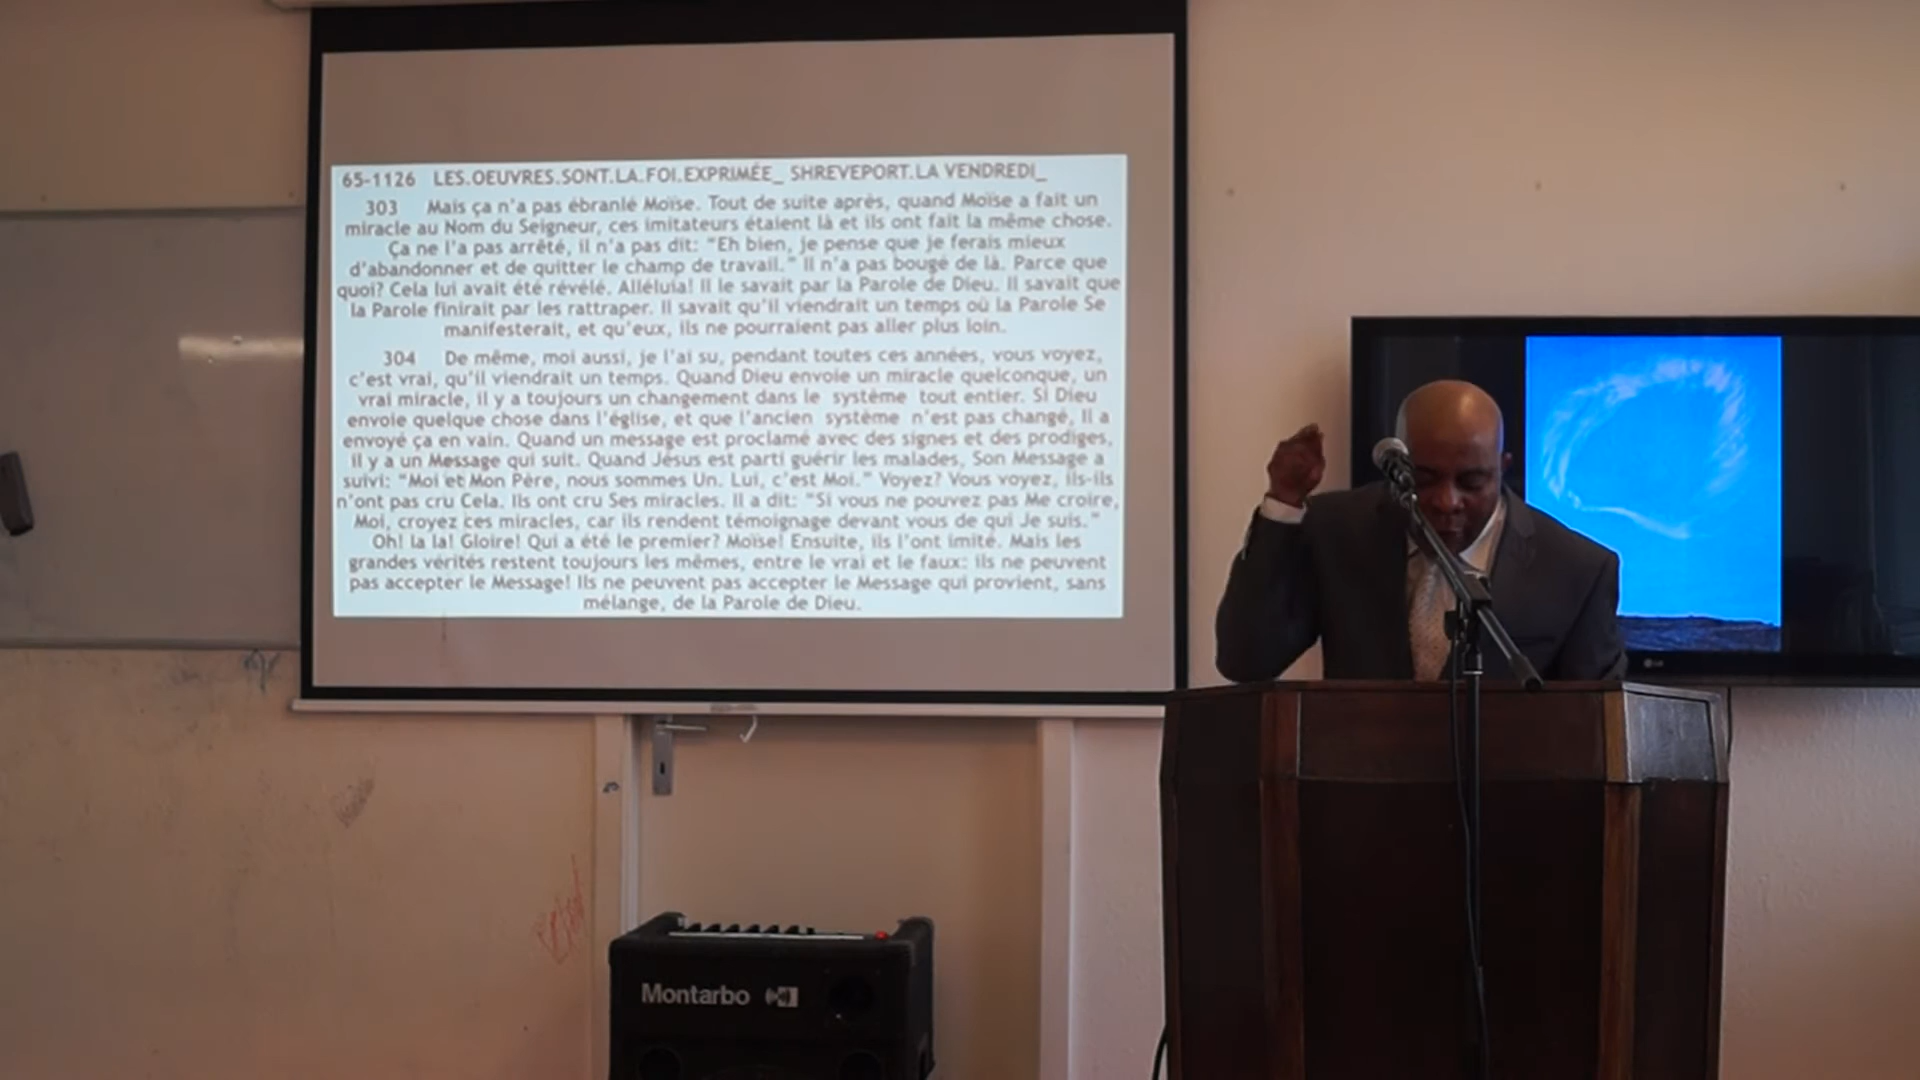 65-1126 LES.OEUVRES.SONT.LA.FOI.EXPRIMÉE_ SHREVEPORT.LA VENDREDI_
303 Mais ça n'a pas ébranlé Moïse. Tout de suite après, quand Moïse a fait un
miracle au Nom du Seigneur, ces imitateurs étaient là et ils ont fait la même chose.
Ça ne l'a pas arrêté, il n'a pas dit: "Eh bien, je pense que je ferais mieux
d'abandonner et de quitter le champ de travail." Il n'a pas bougé de là. Parce que
quoi? Cela lui avait été révélé. Alléluia! Il le savait par la Parole de Dieu. Il savait que
la Parole finirait par les rattraper. Il savait qu'il viendrait un temps où la Parole Se
manifesterait, et qu'eux, ils ne pourraient pas aller plus loin.
304 De même, moi aussi, je l'ai su, pendant toutes ces années, vous voyez,
c'est vrai, qu'il viendrait un temps. Quand Dieu envoie un miracle quelconque, un
vrai miracle, il y a toujours un changement dans le système tout entier. Si Dieu
envoie quelque chose dans l'église, et que l'ancien système n'est pas changé, Il a
envoyé ça en vain. Quand un message est proclamé avec des signes et des prodiges,
il y a un Message qui suit. Quand Jésus est parti guérir les malades, Son Message a
suivi: "Moi et Mon Père, nous sommes Un. Lui, c'est Moi." Voyez? Vous voyez, ils-ils
n'ont pas cru Cela. Ils ont cru Ses miracles. Il a dit: "Si vous ne pouvez pas Me croire,
Moi, croyez ces miracles, car ils rendent témoignage devant vous de qui Je suis."
Oh! la la! Gloire! Qui a été le premier? Moïse! Ensuite, ils l'ont imité. Mais les
grandes vérités restent toujours les mêmes, entre le vrai et le faux: ils ne peuvent
pas accepter le Message! Ils ne peuvent pas accepter le Message qui provient, sans
mélange, de la Parole de Dieu.
LG
Montarbo